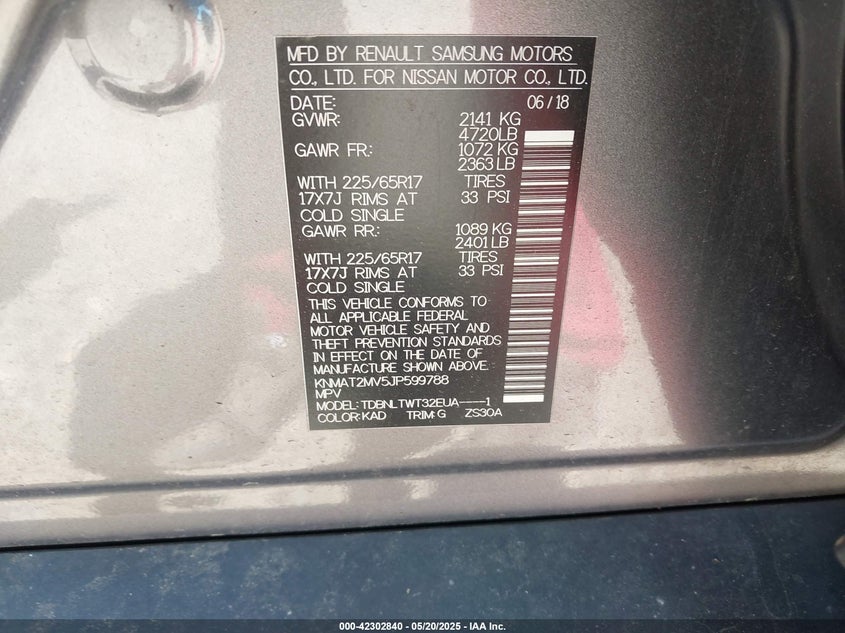 MFD BY RENAULT SAMSUNG MOTORS
CO., LTD. FOR NISSAN MOTOR CO., LTD.
DATE: 06/18
GVWR: 2141 KG
4720LB
GAWR FR.: 1072 KG
2363LB
WITH 225/65R17 TIRES
17X7J RIMS AT 33 PSI
COLD SINGLE
GAWR RR.: 1089 KG
2401LB
WITH 225/65R17 TIRES
17X7J RIMS AT 33 PSI
COLD SINGLE
THIS VEHICLE CONFORMS TO
ALL APPLICABLE FEDERAL
MOTOR VEHICLE SAFETY AND
THEFT PREVENTION STANDARDS
IN EFFECT ON THE DATE OF
MANUFACTURE SHOWN ABOVE.
KNMAT2MV5JP599788
MPV
MODEL: TDBNLTWT32EUA----1
COLOR:KAD TRIM:G ZS30A
000-42302840 - 05/20/2025 - IAA Inc.